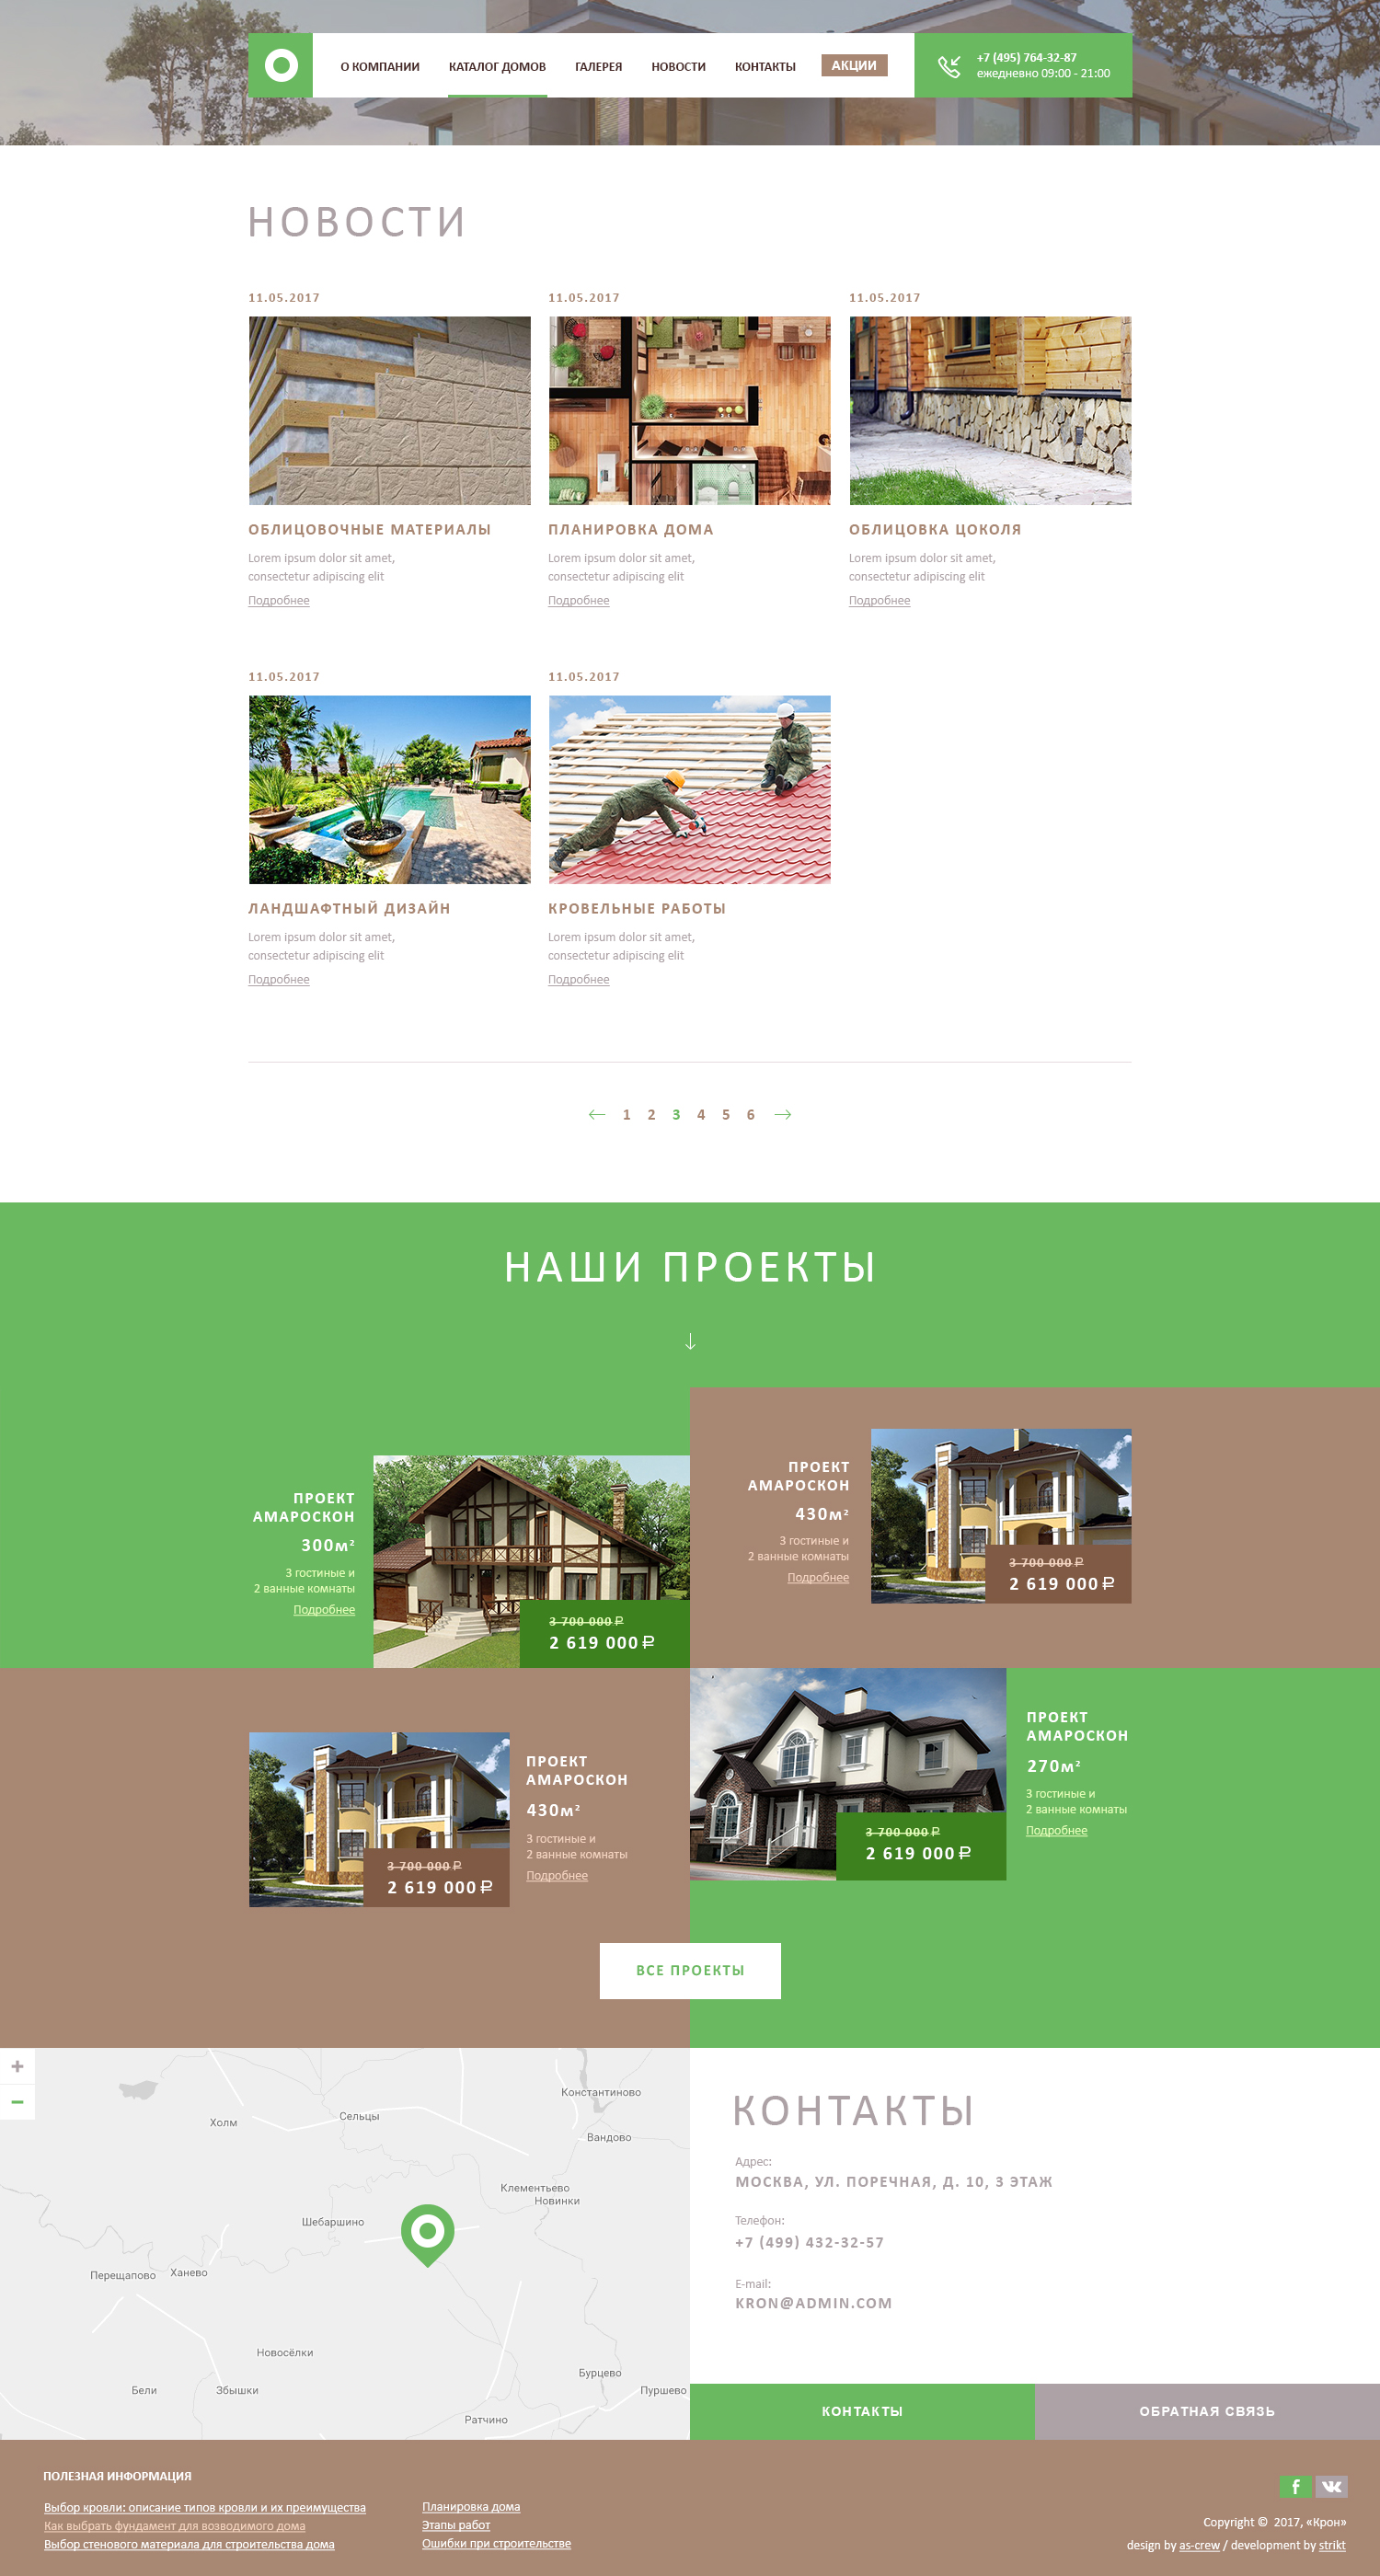 О КОМПАНИИ
КАТАЛОГ ДОМОВ
ГАЛЕРЕЯ
НОВОСТИ
КОНТАКТЫ
АКЦИИ
+7 (495) 764-32-87
ежедневно 09:00 - 21:00
НОВОСТИ
11.05.2017
ОБЛИЦОВОЧНЫЕ МАТЕРИАЛЫ
Lorem ipsum dolor sit amet,
consectetur adipiscing elit
Подробнее
11.05.2017
ПЛАНИРОВКА ДОМА
Lorem ipsum dolor sit amet,
consectetur adipiscing elit
Подробнее
11.05.2017
ОБЛИЦОВКА ЦОКОЛЯ
Lorem ipsum dolor sit amet,
consectetur adipiscing elit
Подробнее
11.05.2017
ЛАНДШАФТНЫЙ ДИЗАЙН
Lorem ipsum dolor sit amet,
consectetur adipiscing elit
Подробнее
11.05.2017
КРОВЕЛЬНЫЕ РАБОТЫ
Lorem ipsum dolor sit amet,
consectetur adipiscing elit
Подробнее
1 2 3 4 5 6
НАШИ ПРОЕКТЫ
ПРОЕКТ
АМАРОСКОН
300м²
3 гостиные и
2 ванные комнаты
Подробнее
3 700 000 ₽
2 619 000 ₽
ПРОЕКТ
АМАРОСКОН
430м²
3 гостиные и
2 ванные комнаты
Подробнее
3 700 000 ₽
2 619 000 ₽
3 700 000 ₽
2 619 000 ₽
ПРОЕКТ
АМАРОСКОН
430м²
3 гостиные и
2 ванные комнаты
Подробнее
3 700 000 ₽
2 619 000 ₽
ПРОЕКТ
АМАРОСКОН
270м²
3 гостиные и
2 ванные комнаты
Подробнее
ВСЕ ПРОЕКТЫ
+
−
Константиново
Сельцы
Холм
Вандово
Клементьево
Новинки
Шебаршино
Ханево
Перещапово
Новосёлки
Бурцево
Бели
Збышки
Пуршево
Ратчино
КОНТАКТЫ
Адрес:
МОСКВА, УЛ. ПОРЕЧНАЯ, Д. 10, 3 ЭТАЖ
Телефон:
+7 (499) 432-32-57
E-mail:
KRON@ADMIN.COM
КОНТАКТЫ
ОБРАТНАЯ СВЯЗЬ
ПОЛЕЗНАЯ ИНФОРМАЦИЯ
Выбор кровли: описание типов кровли и их преимущества
Как выбрать фундамент для возводимого дома
Выбор стенового материала для строительства дома
Планировка дома
Этапы работ
Ошибки при строительстве
Copyright © 2017, «Крон»
design by as-crew / development by strikt